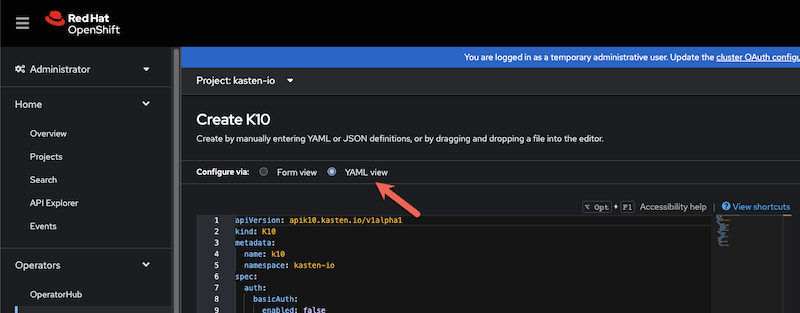 Red Hat
OpenShift
You are logged in as a temporary administrative user. Update the cluster OAuth configu
Administrator
Project: kasten-io
Home
Overview
Projects
Search
API Explorer
Events
Operators
OperatorHub
Create K10
Create by manually entering YAML or JSON definitions, or by dragging and dropping a file into the editor.
Configure via: Form view YAML view
⌥ Opt + F1 Accessibility help | View shortcuts
1 apiVersion: apik10.kasten.io/v1alpha1
2 kind: K10
3 metadata:
4 name: k10
5 namespace: kasten-io
6 spec:
7 auth:
8 basicAuth:
9 enabled: false